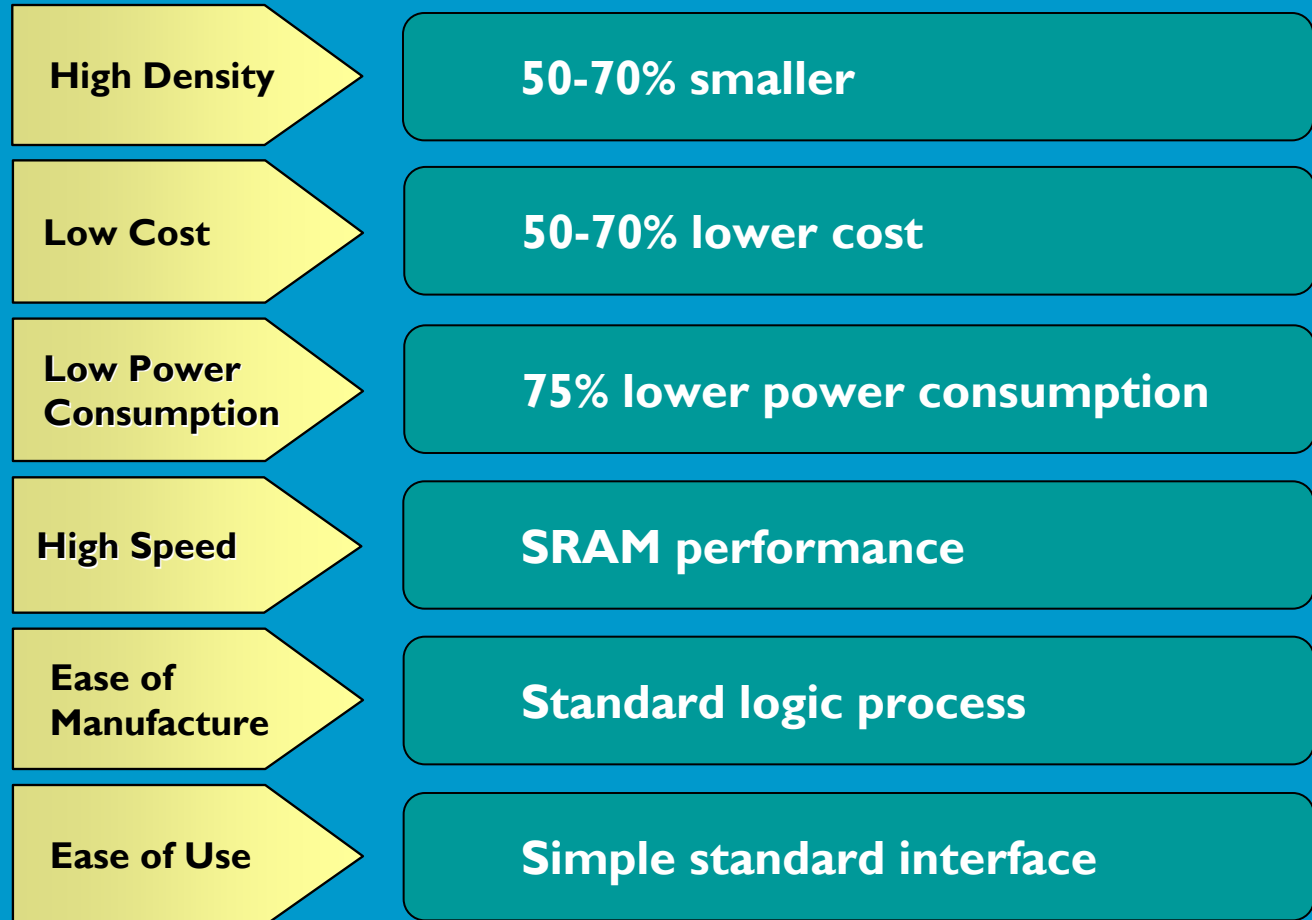 High Density
50-70% smaller
Low Cost
50-70% lower cost
Low Power
Consumption
75% lower power consumption
High Speed
SRAM performance
Ease of
Manufacture
Standard logic process
Ease of Use
Simple standard interface